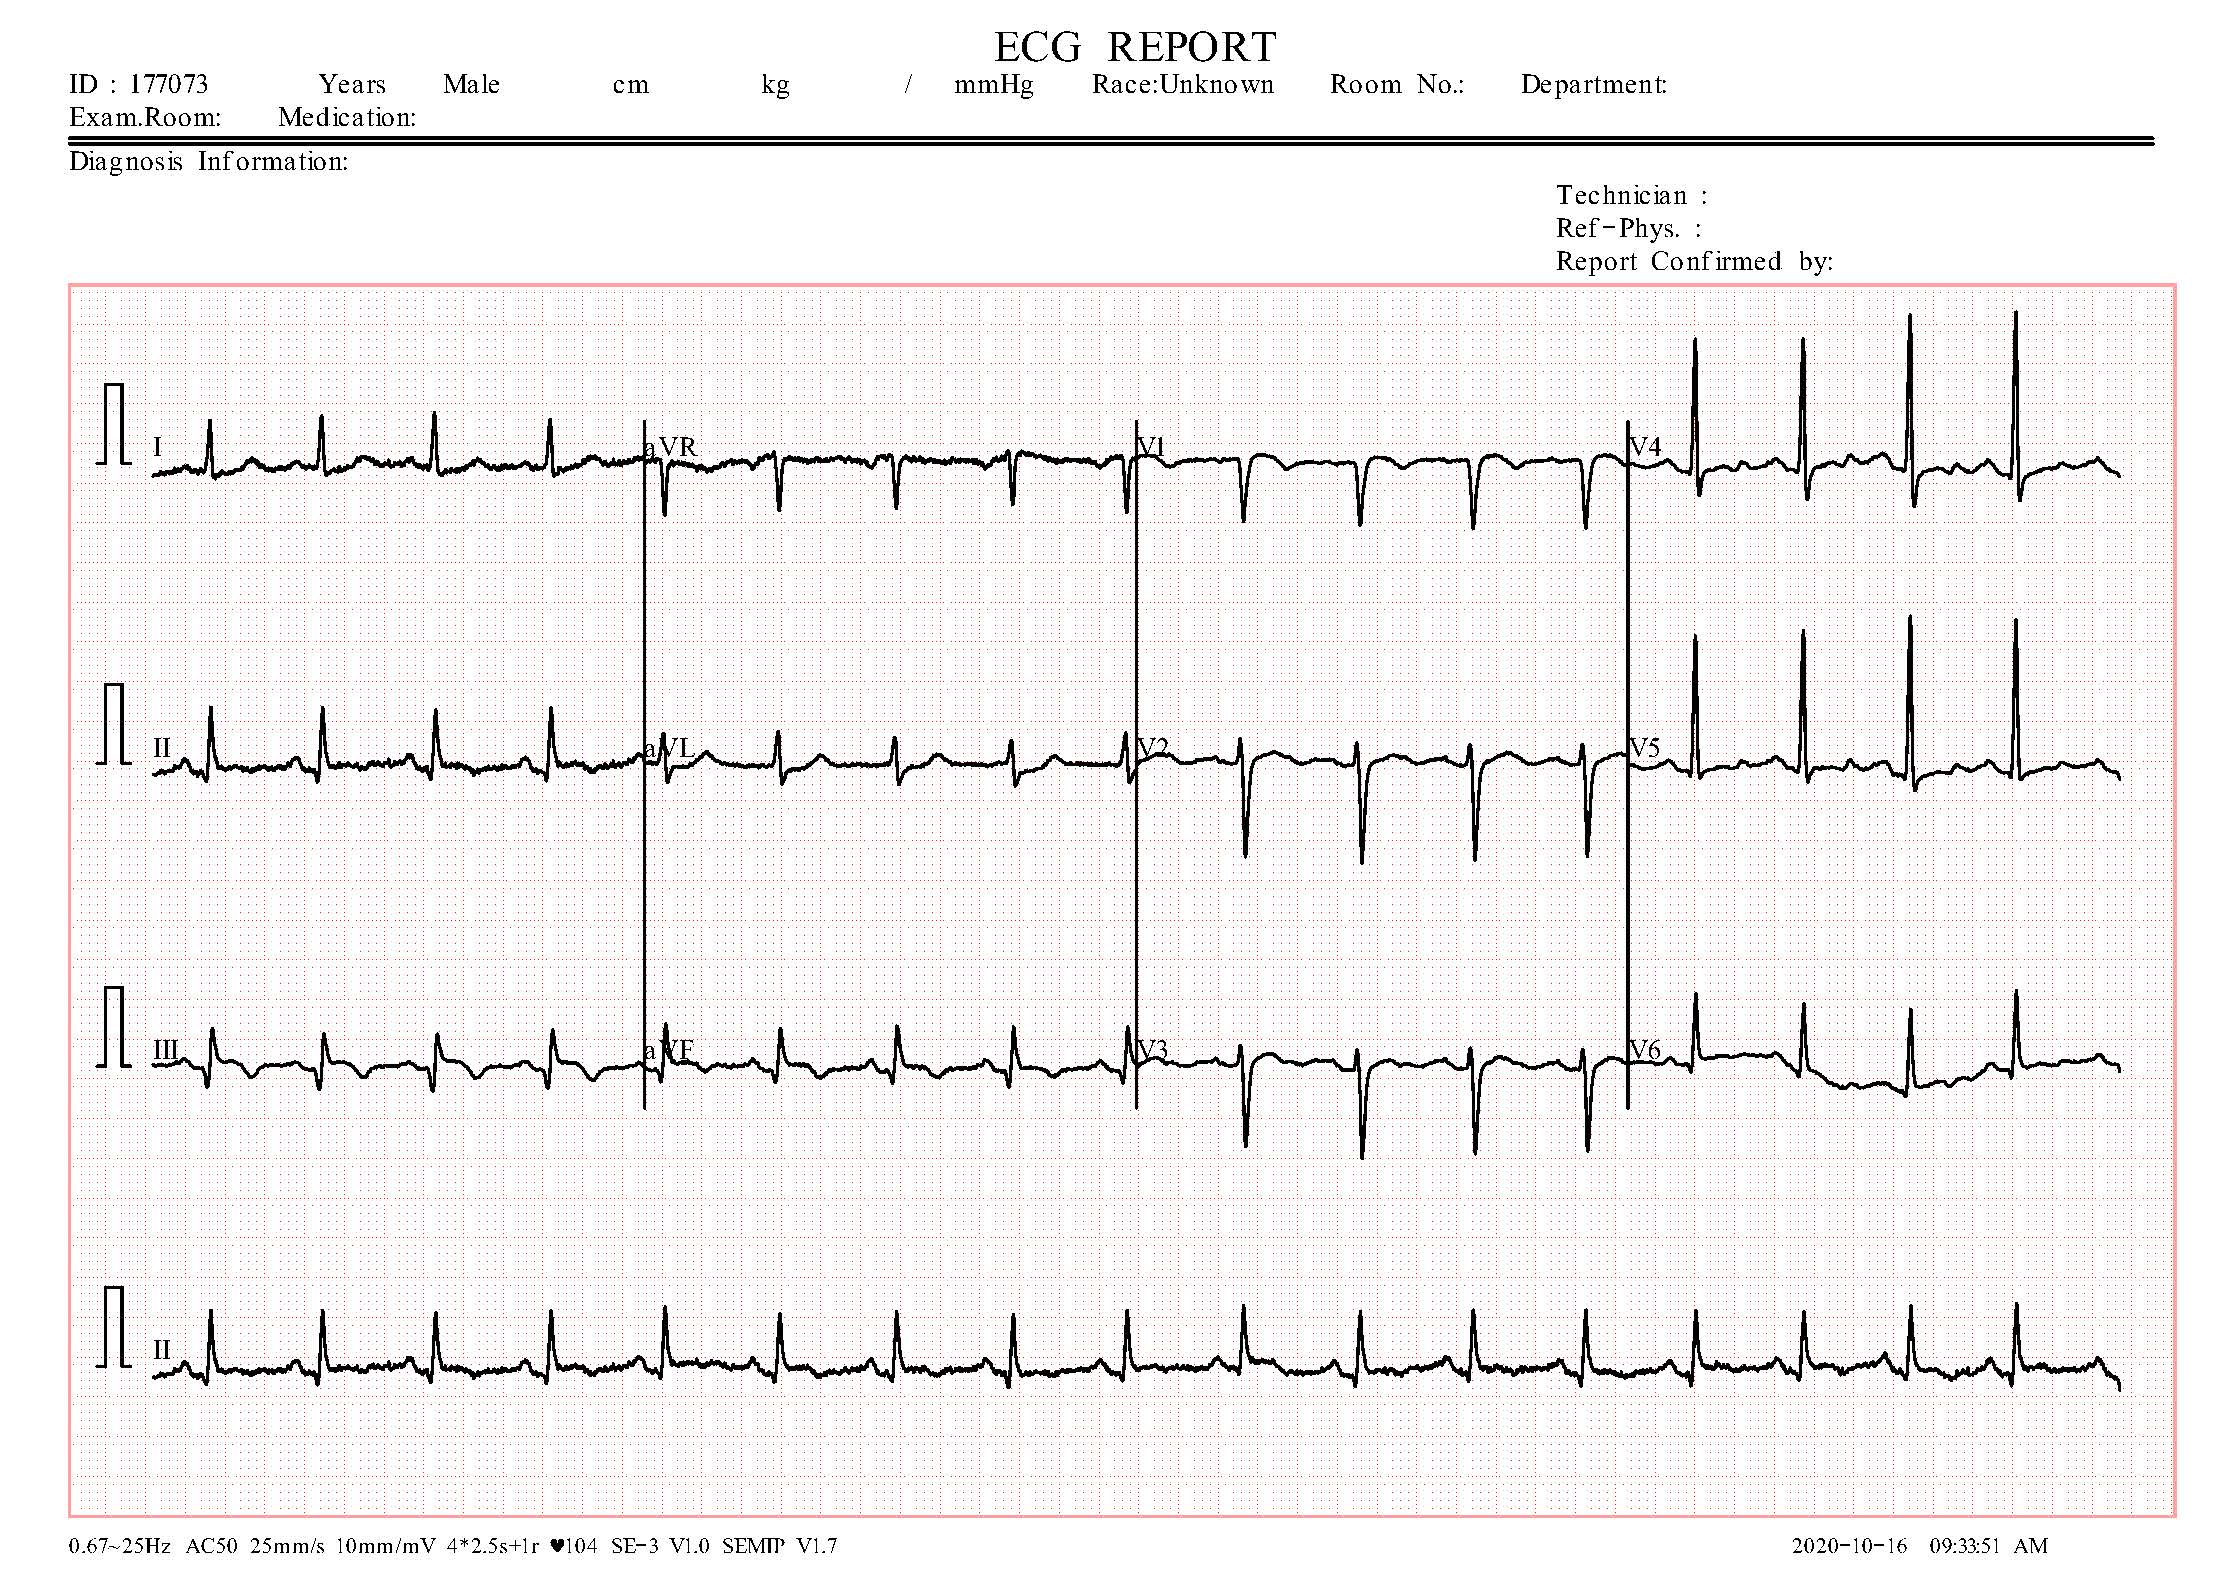 ECG REPORT
ID : 177073 Years Male cm kg / mmHg Race:Unknown Room No.: Department:
Exam.Room: Medication:
Diagnosis Information:
Technician :
Ref-Phys. :
Report Confirmed by:
I aVR V1 V4
II aVL V2 V5
III aVF V3 V6
II
0.67~25Hz AC50 25mm/s 10mm/mV 4*2.5s+1r ♥104 SE-3 V1.0 SEMIP V1.7 2020-10-16 09:33:51 AM